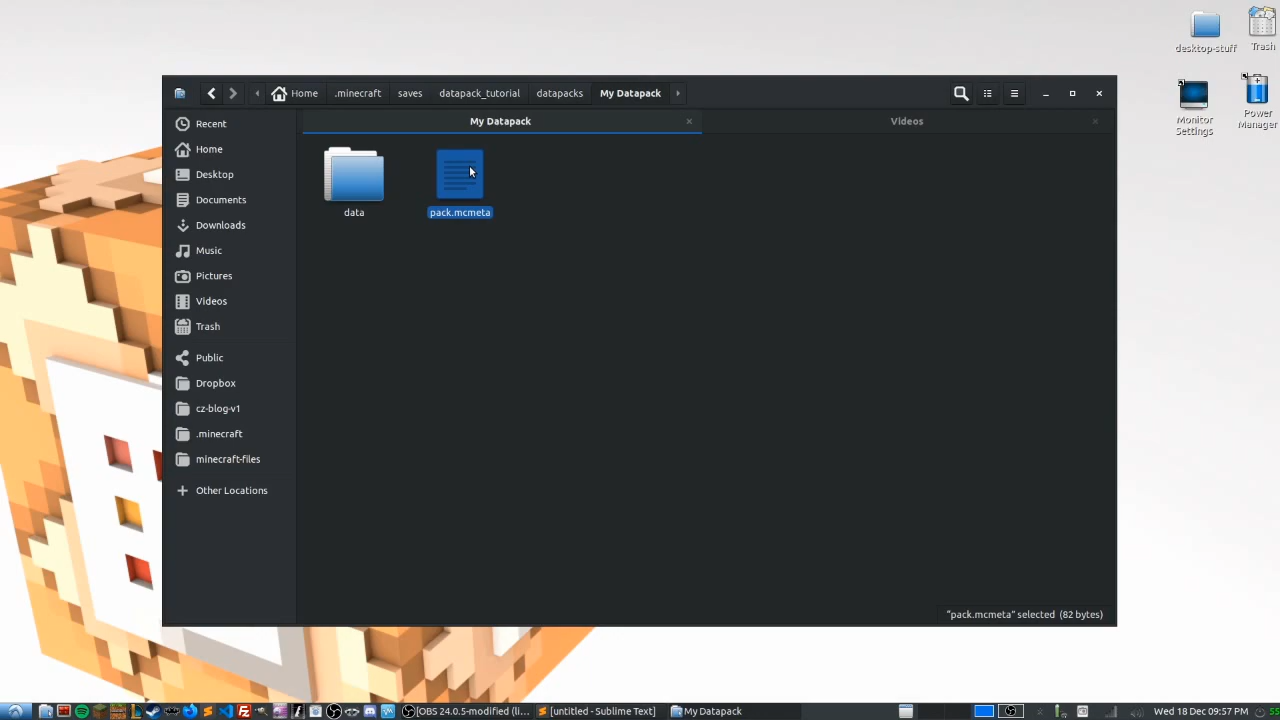 desktop-stuff
Trash
Monitor
Settings
Power
Manager
Home
.minecraft
saves
datapack_tutorial
datapacks
My Datapack
My Datapack
Videos
Recent
Home
Desktop
Documents
Downloads
Music
Pictures
Videos
Trash
Public
Dropbox
cz-blog-v1
.minecraft
minecraft-files
Other Locations
data
pack.mcmeta
"pack.mcmeta" selected (82 bytes)
[OBS 24.0.5-modified (li...
[untitled - Sublime Text]
My Datapack
Wed 18 Dec, 09:57 PM
55